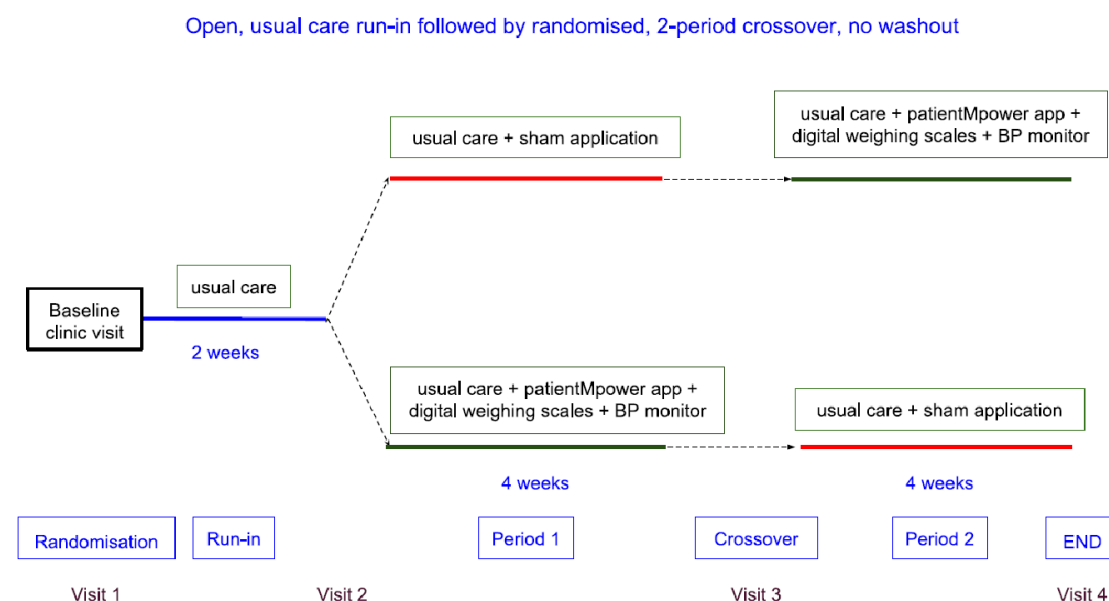 Open, usual care run-in followed by randomised, 2-period crossover, no washout
usual care + patientMpower app +
digital weighing scales + BP monitor
usual care + sham application
usual care
Baseline
clinic visit
2 weeks
usual care + patientMpower app +
digital weighing scales + BP monitor
usual care + sham application
4 weeks
4 weeks
Randomisation
Run-in
Period 1
Crossover
Period 2
END
Visit 1
Visit 2
Visit 3
Visit 4